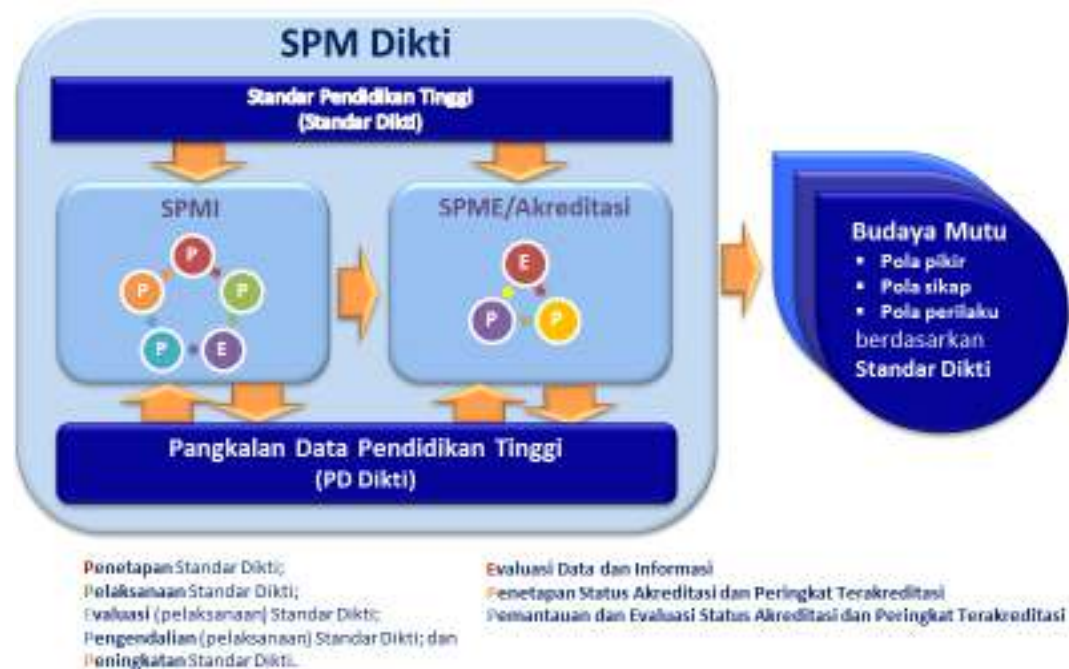 SPM Dikti
Standar Pendidikan Tinggi
(Standar Dikti)
SPMI
P
P
P
P
E
SPME/Akreditasi
E
P
P
Pangkalan Data Pendidikan Tinggi
(PD Dikti)
Budaya Mutu
▪ Pola pikir
▪ Pola sikap
▪ Pola perilaku
berdasarkan
Standar Dikti
Penetapan Standar Dikti;
Pelaksanaan Standar Dikti;
Evaluasi (pelaksanaan) Standar Dikti;
Pengendalian (pelaksanaan) Standar Dikti; dan
Peningkatan Standar Dikti.
Evaluasi Data dan Informasi
Penetapan Status Akreditasi dan Peringkat Terakreditasi
Pemantauan dan Evaluasi Status Akreditasi dan Peringkat Terakreditasi